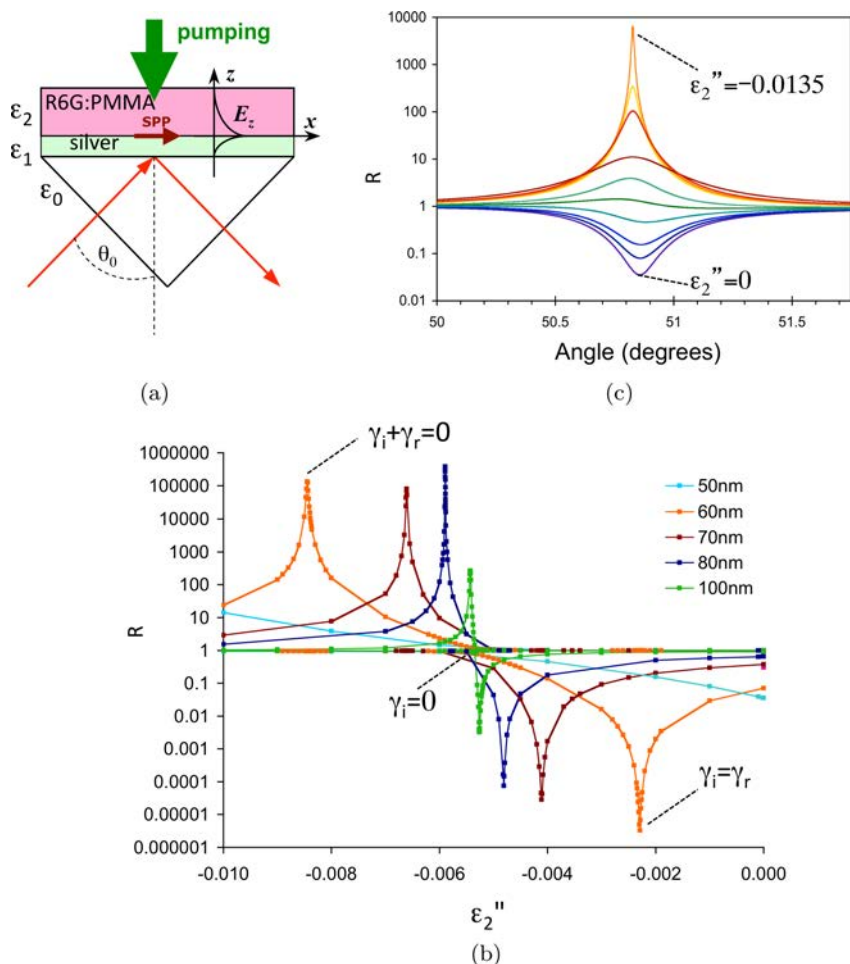 pumping
z
R6G:PMMA
ε₂
SPP
E_z
x
silver
ε₁
ε₀
θ₀
(a)
10000
1000
100
10
1
0.1
0.01
R
ε₂"=−0.0135
ε₂"=0
50
50.5
51
51.5
Angle (degrees)
(c)
γᵢ+γᵣ=0
1000000
100000
10000
1000
100
10
1
0.1
0.01
0.001
0.0001
0.00001
0.000001
R
50nm
60nm
70nm
80nm
100nm
γᵢ=0
γᵢ=γᵣ
-0.010
-0.008
-0.006
-0.004
-0.002
0.000
ε₂"
(b)